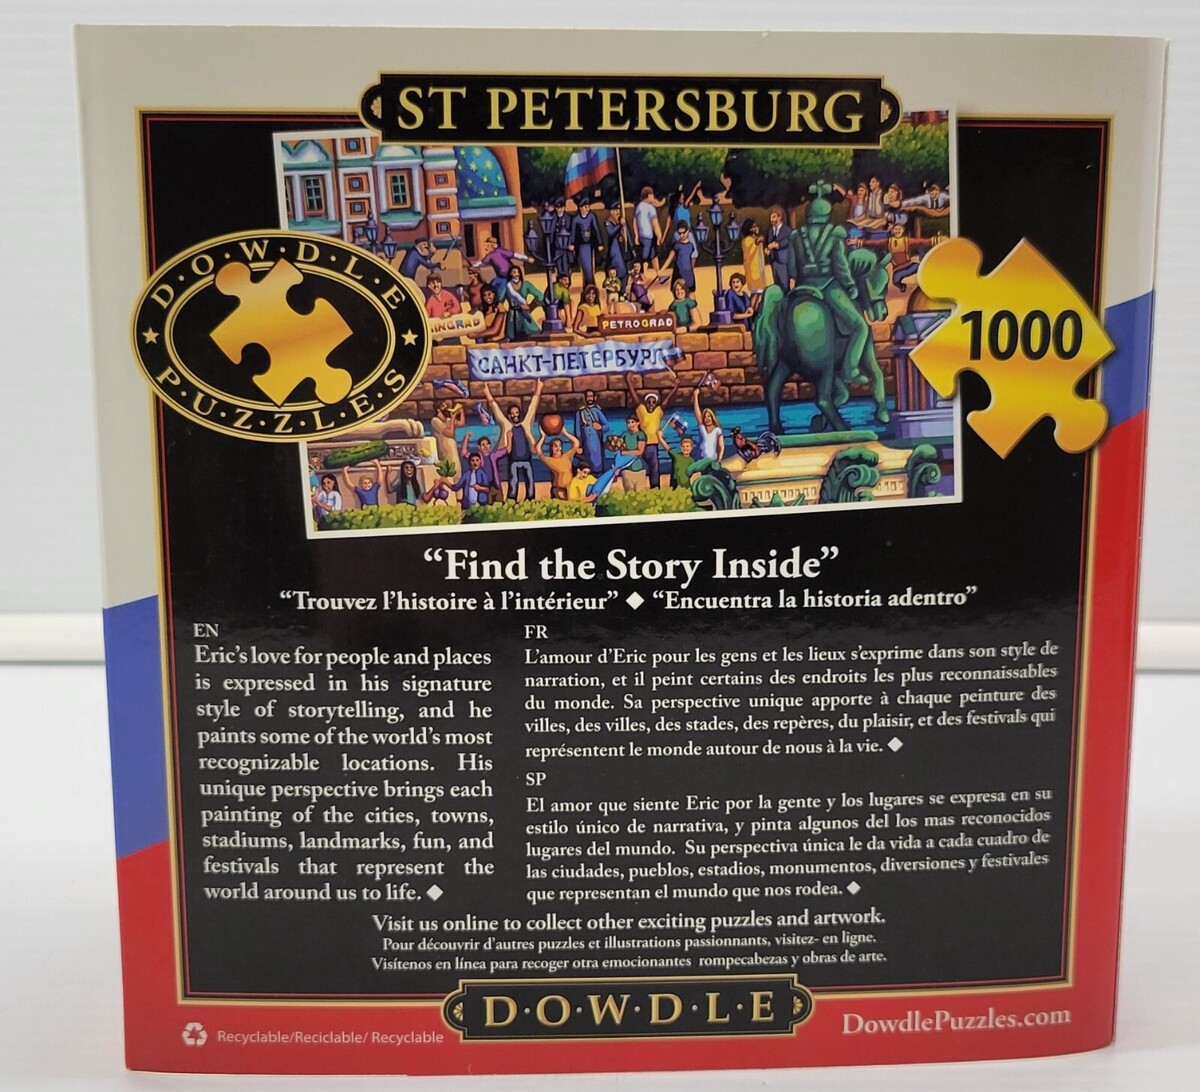 ST PETERSBURG
D·O·W·D·L·E
P·U·Z·Z·L·E·S
1000
INGRAD
PETROGRAD
САНКТ-ПЕТЕРБУРГ
“Find the Story Inside”
“Trouvez l’histoire à l’intérieur” ◆ “Encuentra la historia adentro”
EN
Eric’s love for people and places
is expressed in his signature
style of storytelling, and he
paints some of the world’s most
recognizable locations. His
unique perspective brings each
painting of the cities, towns,
stadiums, landmarks, fun, and
festivals that represent the
world around us to life. ◆
FR
L’amour d’Eric pour les gens et les lieux s’exprime dans son style de
narration, et il peint certains des endroits les plus reconnaissables
du monde. Sa perspective unique apporte à chaque peinture des
villes, des villes, des stades, des repères, du plaisir, et des festivals qui
représentent le monde autour de nous à la vie. ◆
SP
El amor que siente Eric por la gente y los lugares se expresa en su
estilo único de narrativa, y pinta algunos del los mas reconocidos
lugares del mundo. Su perspectiva única le da vida a cada cuadro de
las ciudades, pueblos, estadios, monumentos, diversiones y festivales
que representan el mundo que nos rodea. ◆
Visit us online to collect other exciting puzzles and artwork.
Pour découvrir d’autres puzzles et illustrations passionnants, visitez- en ligne.
Visítenos en línea para recoger otra emocionantes rompecabezas y obras de arte.
D·O·W·D·L·E
Recyclable/Reciclable/ Recyclable
DowdlePuzzles.com